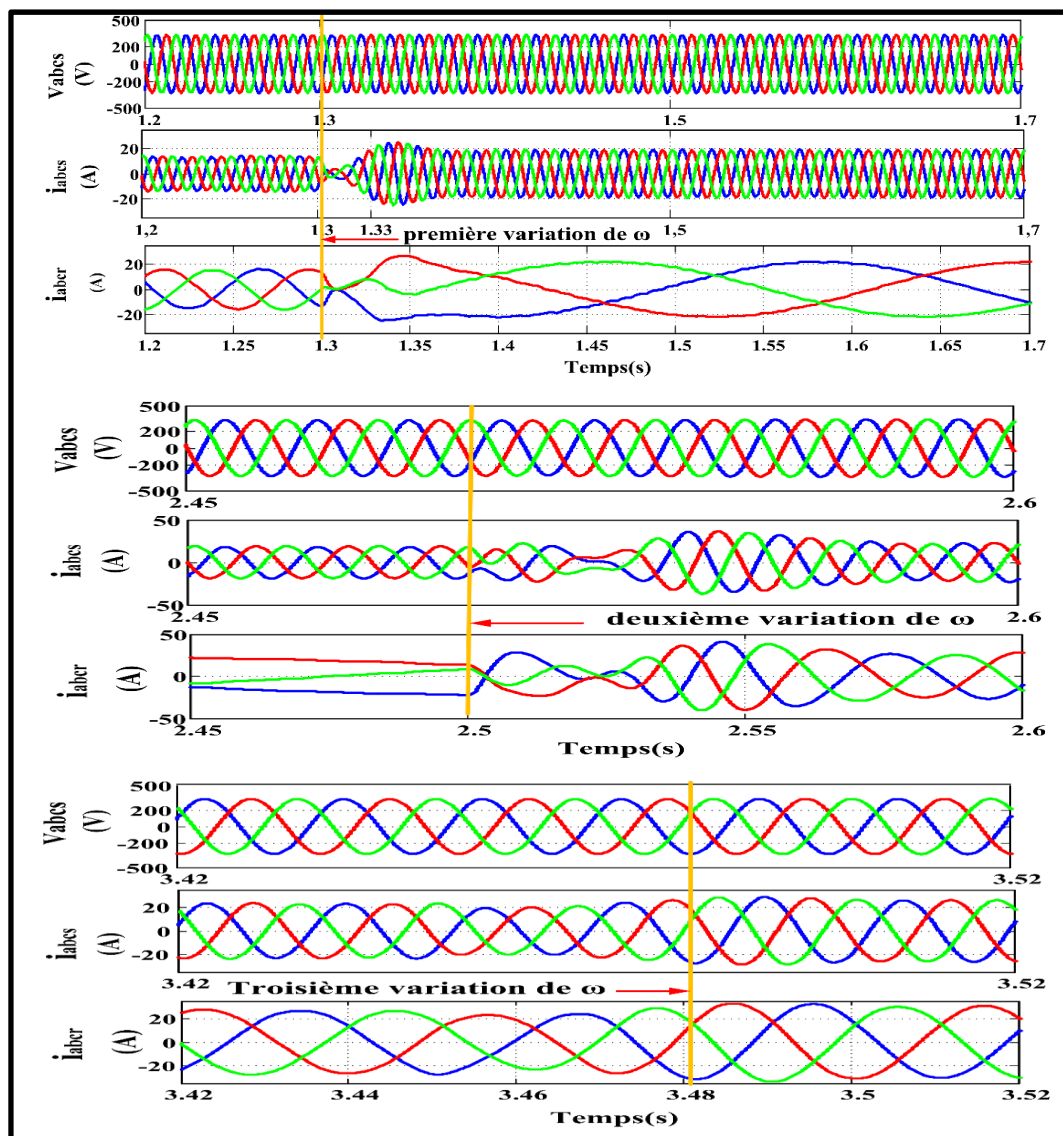 Vabcs
(V)
500
200
0
-200
-500
1.2
1.3
1.5
1.7
iabcs
(A)
20
0
-20
1.2
1.3
1.33
1,5
1.7
première variation de ω
iabcr
(A)
20
0
-20
1.2
1.25
1.3
1.35
1.4
1.45
1.5
1.55
1.6
1.65
1.7
Temps(s)
Vabcs
(V)
500
200
0
-200
-500
2.45
2.6
iabcs
(A)
50
0
-50
2.45
2.6
deuxième variation de ω
iabcr
(A)
50
0
-50
2.45
2.5
2.55
2.6
Temps(s)
Vabcs
(V)
500
200
0
-200
-500
3.42
3.52
iabcs
(A)
20
0
-20
3.42
3.52
Troisième variation de ω
iabcr
(A)
20
0
-20
3.42
3.44
3.46
3.48
3.5
3.52
Temps(s)